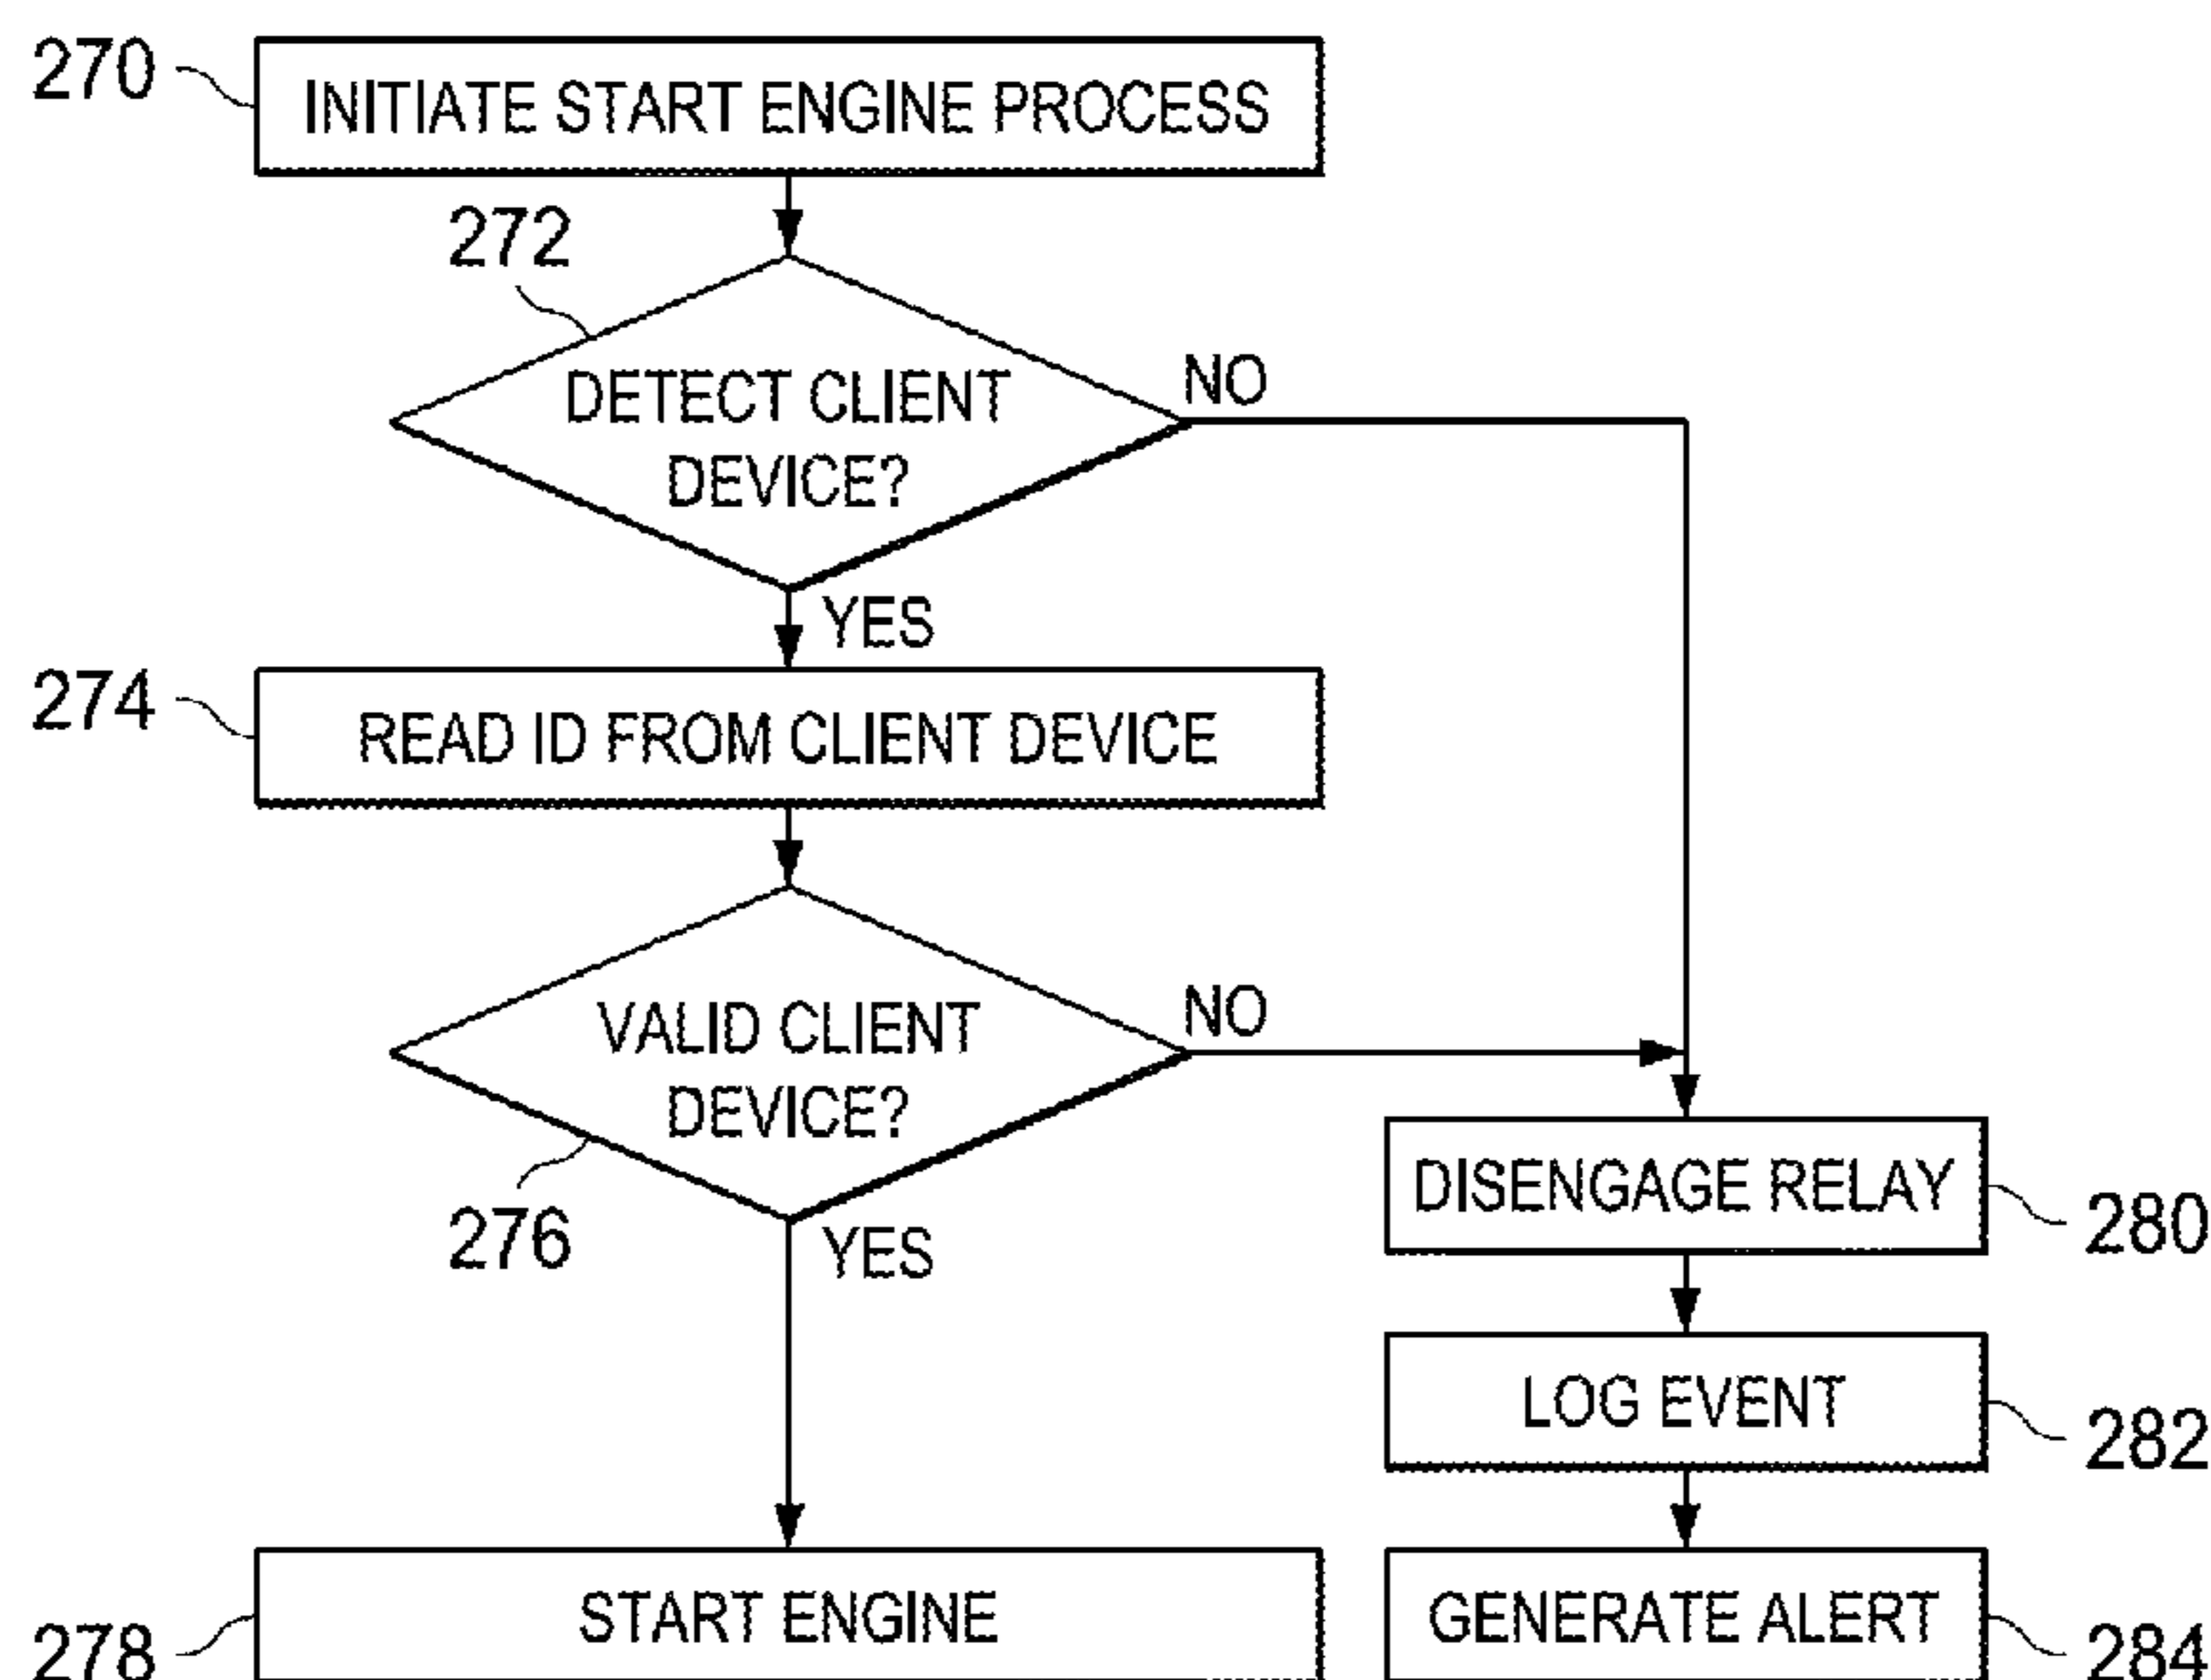 270
INITIATE START ENGINE PROCESS
272
DETECT CLIENT
DEVICE?
NO
YES
274
READ ID FROM CLIENT DEVICE
VALID CLIENT
DEVICE?
NO
276
YES
DISENGAGE RELAY
280
LOG EVENT
282
278
START ENGINE
GENERATE ALERT
284